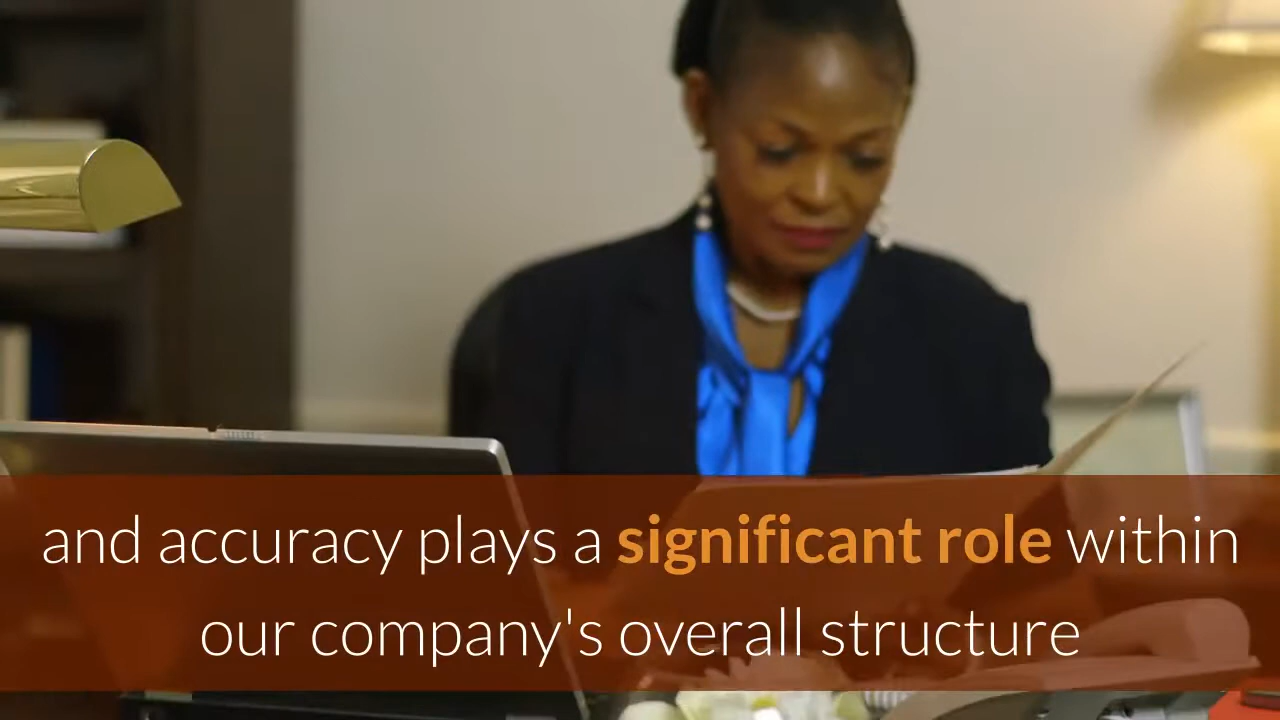 and accuracy plays a significant role within
our company's overall structure